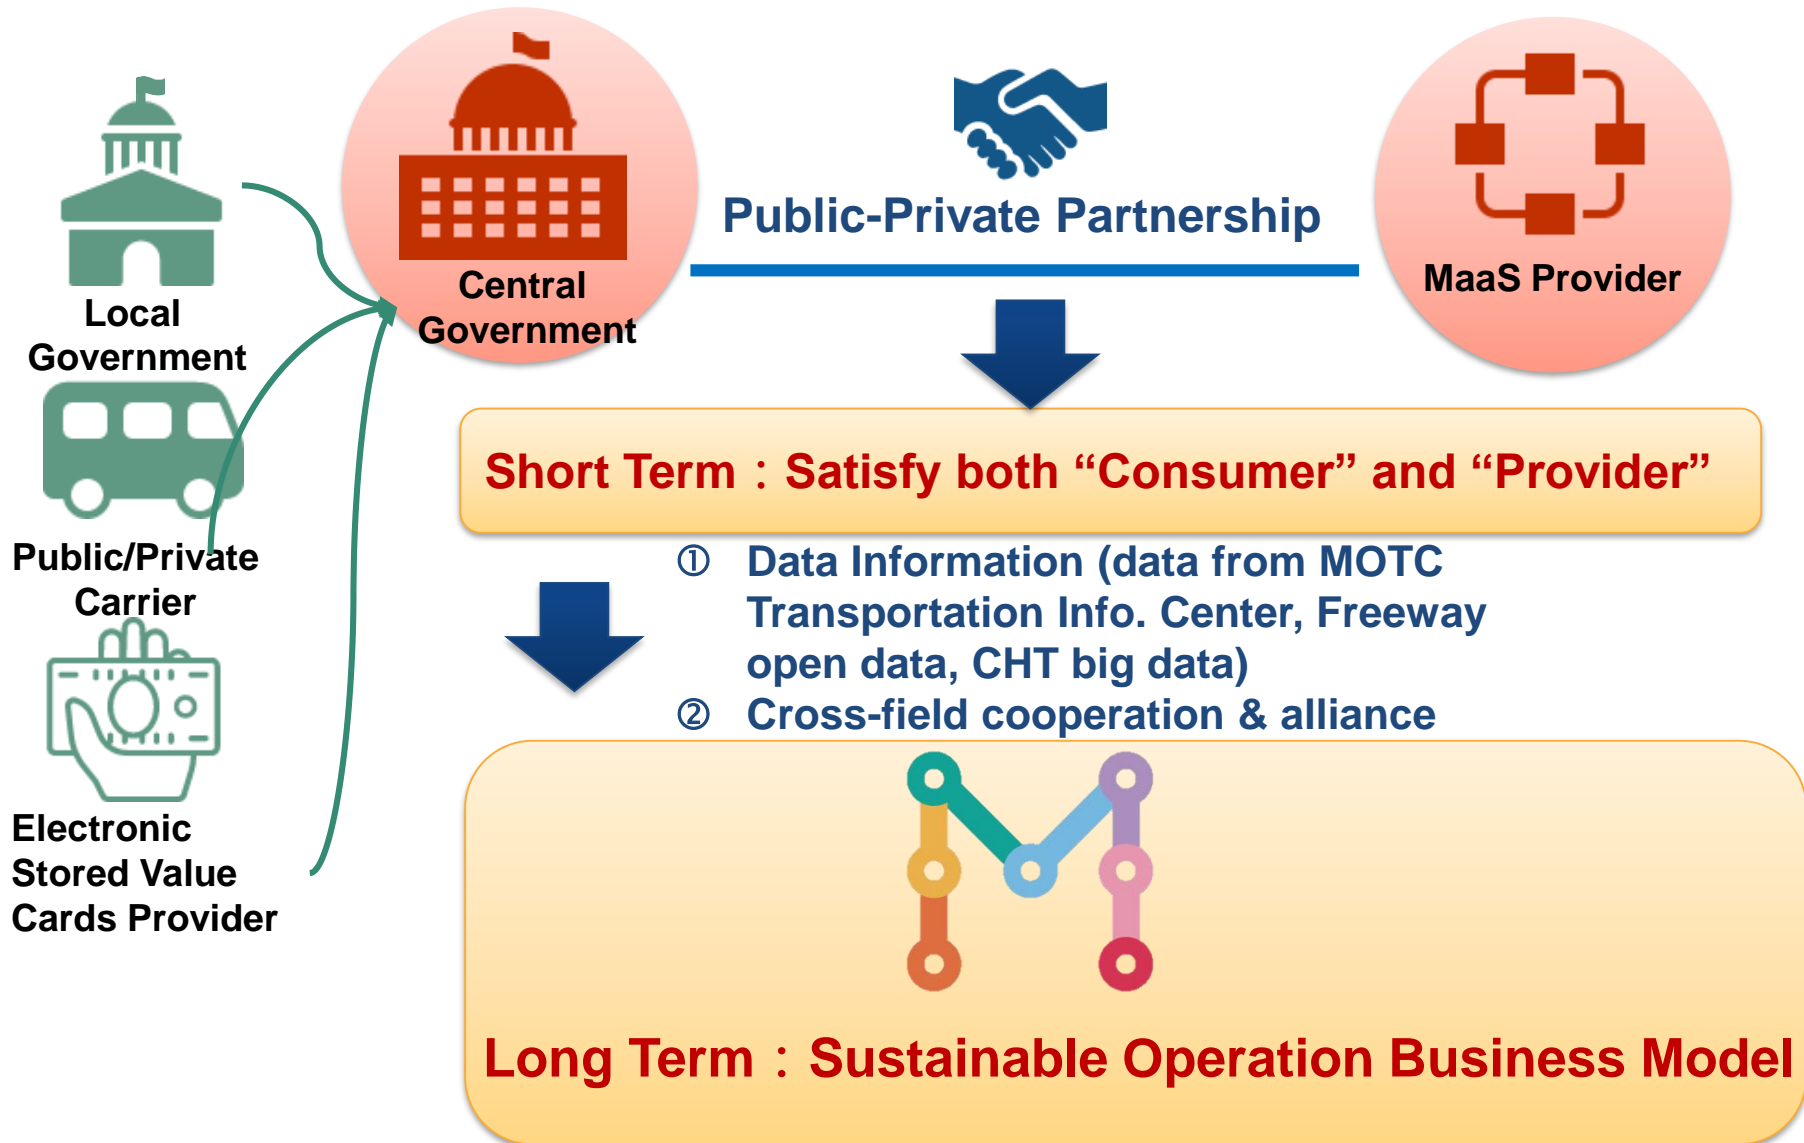 Local
Government
Public/Private
Carrier
Electronic
Stored Value
Cards Provider
Central
Government
Public-Private Partnership
MaaS Provider
Short Term：Satisfy both “Consumer” and “Provider”
① Data Information (data from MOTC
Transportation Info. Center, Freeway
open data, CHT big data)
② Cross-field cooperation & alliance
Long Term：Sustainable Operation Business Model